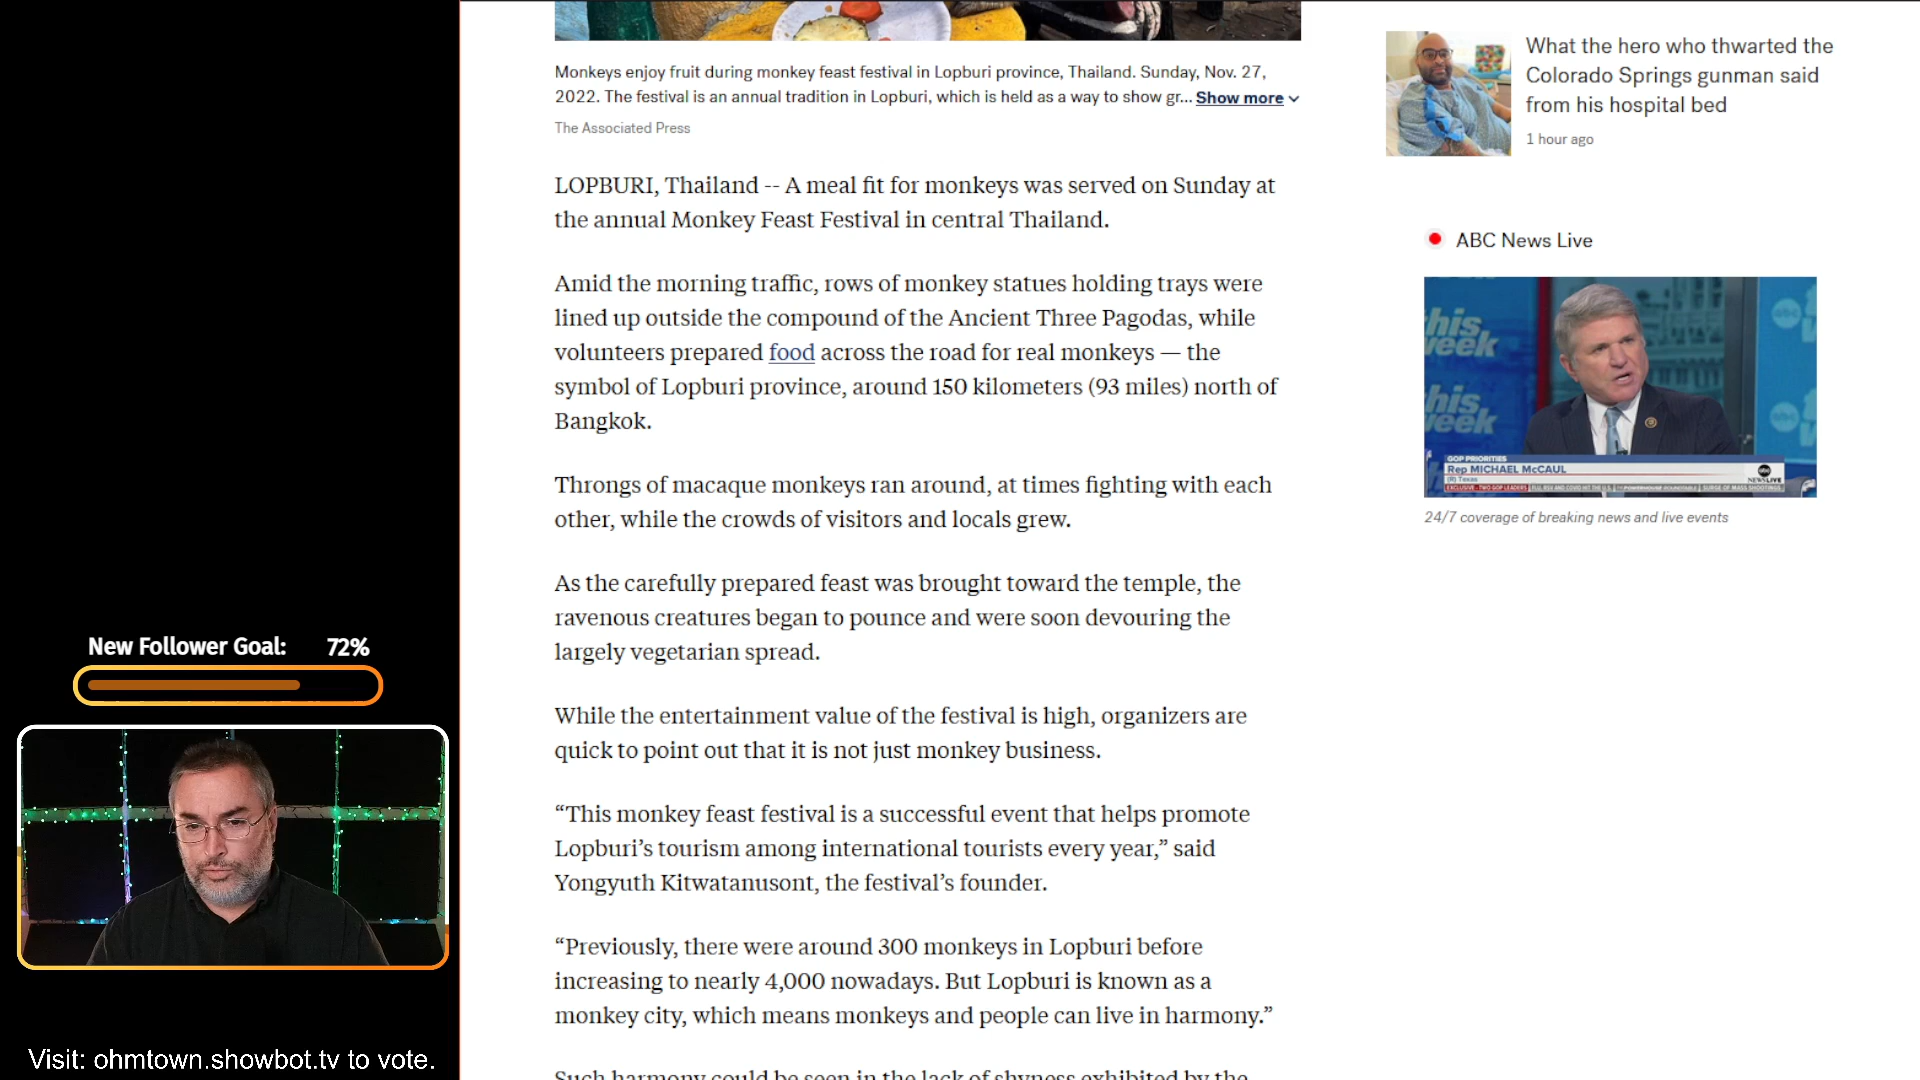 Monkeys enjoy fruit during monkey feast festival in Lopburi province, Thailand. Sunday, Nov. 27,
2022. The festival is an annual tradition in Lopburi, which is held as a way to show gr... Show more
The Associated Press
LOPBURI, Thailand -- A meal fit for monkeys was served on Sunday at
the annual Monkey Feast Festival in central Thailand.
Amid the morning traffic, rows of monkey statues holding trays were
lined up outside the compound of the Ancient Three Pagodas, while
volunteers prepared food across the road for real monkeys — the
symbol of Lopburi province, around 150 kilometers (93 miles) north of
Bangkok.
Throngs of macaque monkeys ran around, at times fighting with each
other, while the crowds of visitors and locals grew.
As the carefully prepared feast was brought toward the temple, the
ravenous creatures began to pounce and were soon devouring the
largely vegetarian spread.
While the entertainment value of the festival is high, organizers are
quick to point out that it is not just monkey business.
“This monkey feast festival is a successful event that helps promote
Lopburi’s tourism among international tourists every year,” said
Yongyuth Kitwatanusont, the festival’s founder.
“Previously, there were around 300 monkeys in Lopburi before
increasing to nearly 4,000 nowadays. But Lopburi is known as a
monkey city, which means monkeys and people can live in harmony.”
Such harmony could be seen in the lack of shyness exhibited by the
What the hero who thwarted the
Colorado Springs gunman said
from his hospital bed
1 hour ago
ABC News Live
his
week
his
week
GOP PRIORITIES
Rep MICHAEL McCAUL
(R) Texas
abc
NEWS LIVE
EXCLUSIVE - TWO GOP LEADERS
SURGE OF MASS SHOOTINGS
24/7 coverage of breaking news and live events
New Follower Goal: 72%
Visit: ohmtown.showbot.tv to vote.